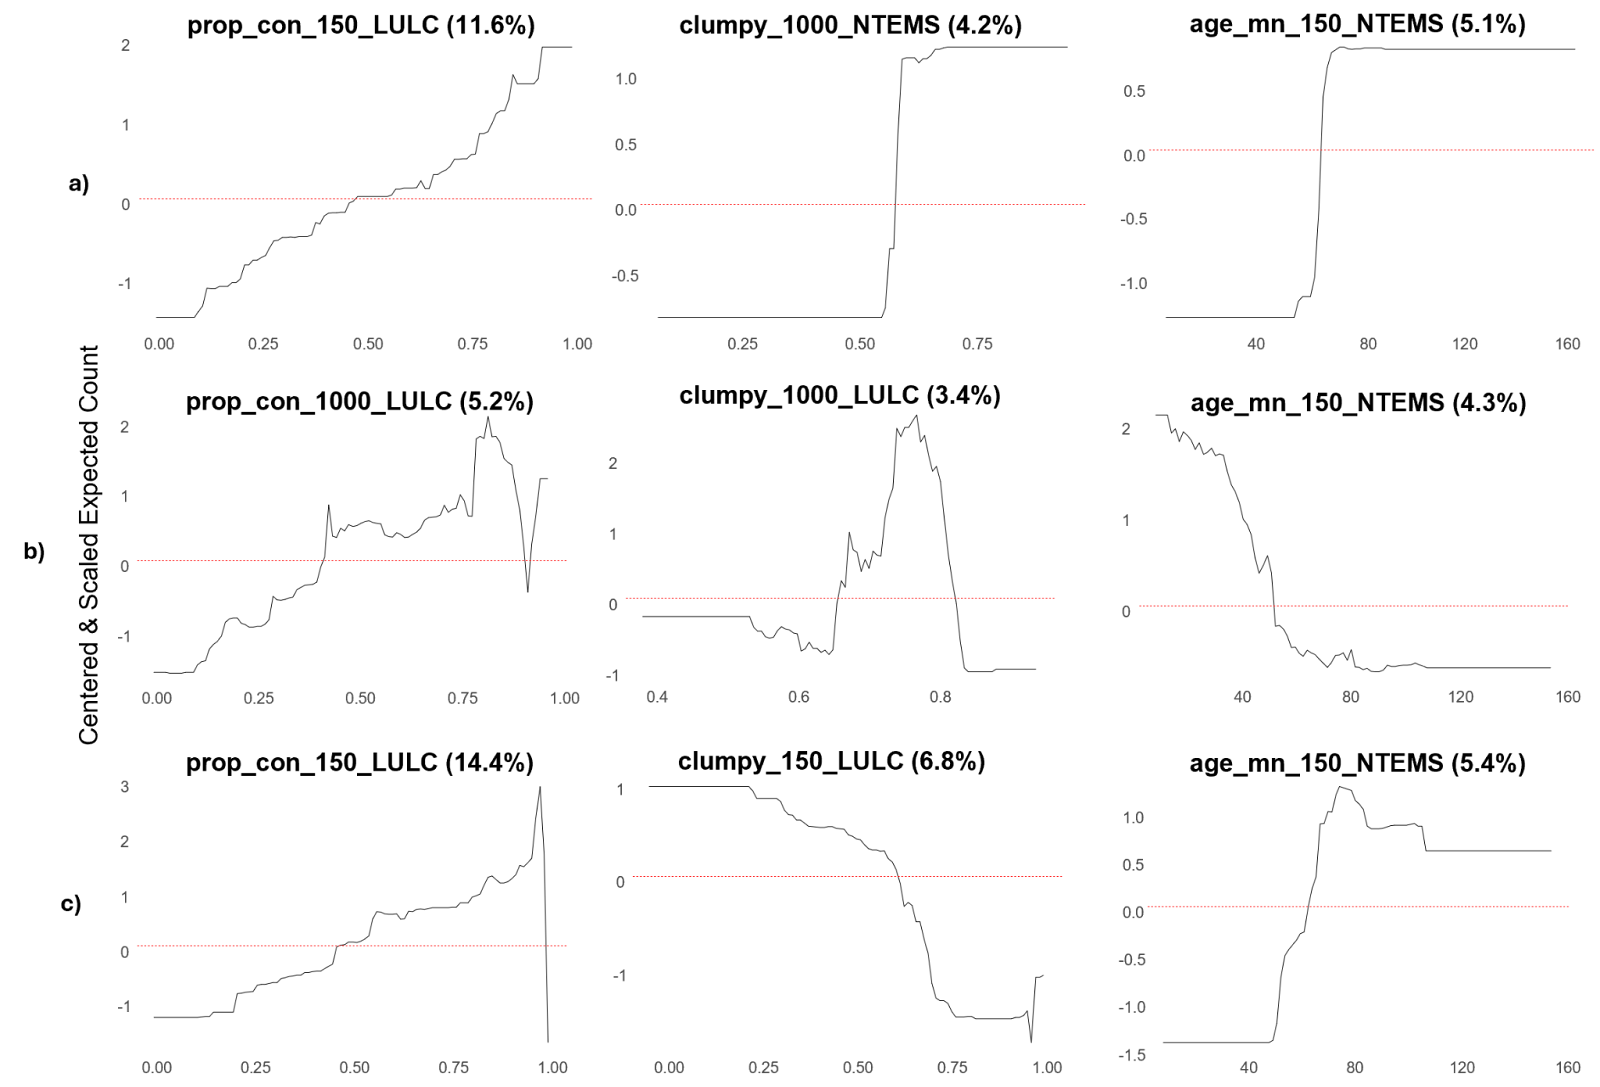 prop_con_150_LULC (11.6%)
clumpy_1000_NTEMS (4.2%)
age_mn_150_NTEMS (5.1%)
a)
2
1
0
-1
0.00 0.25 0.50 0.75 1.00
1.0
0.5
0.0
-0.5
0.25 0.50 0.75
0.5
0.0
-0.5
-1.0
40 80 120 160
Centered & Scaled Expected Count
prop_con_1000_LULC (5.2%)
clumpy_1000_LULC (3.4%)
age_mn_150_NTEMS (4.3%)
b)
2
1
0
-1
0.00 0.25 0.50 0.75 1.00
2
1
0
-1
0.4 0.6 0.8
2
1
0
40 80 120 160
prop_con_150_LULC (14.4%)
clumpy_150_LULC (6.8%)
age_mn_150_NTEMS (5.4%)
c)
3
2
1
0
-1
0.00 0.25 0.50 0.75 1.00
1
0
-1
0.00 0.25 0.50 0.75 1.00
1.0
0.5
0.0
-0.5
-1.0
-1.5
40 80 120 160